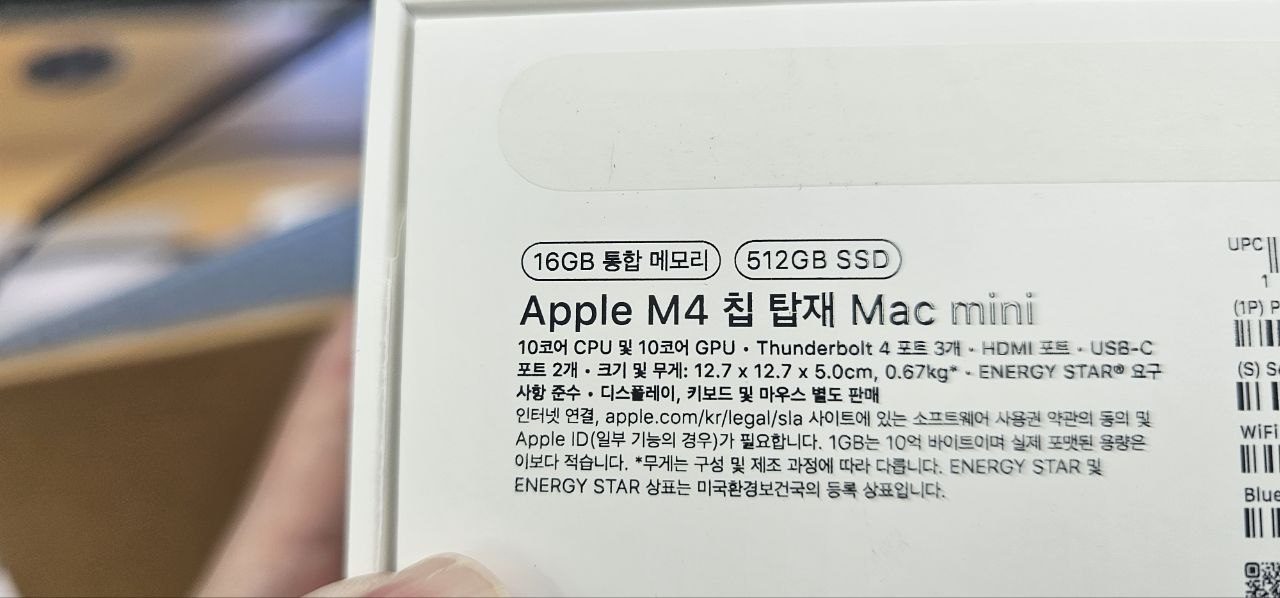 16GB 통합 메모리 512GB SSD
Apple M4 칩 탑재 Mac mini
10코어 CPU 및 10코어 GPU • Thunderbolt 4 포트 3개 • HDMI 포트 • USB-C
포트 2개 • 크기 및 무게: 12.7 x 12.7 x 5.0cm, 0.67kg* • ENERGY STAR® 요구
사항 준수 • 디스플레이, 키보드 및 마우스 별도 판매
인터넷 연결, apple.com/kr/legal/sla 사이트에 있는 소프트웨어 사용권 약관의 동의 및
Apple ID(일부 기능의 경우)가 필요합니다. 1GB는 10억 바이트이며 실제 포맷된 용량은
이보다 적습니다. *무게는 구성 및 제조 과정에 따라 다릅니다. ENERGY STAR 및
ENERGY STAR 상표는 미국환경보건국의 등록 상표입니다.
UPC
1
(1P) P
(S) S
WiFi
Blue